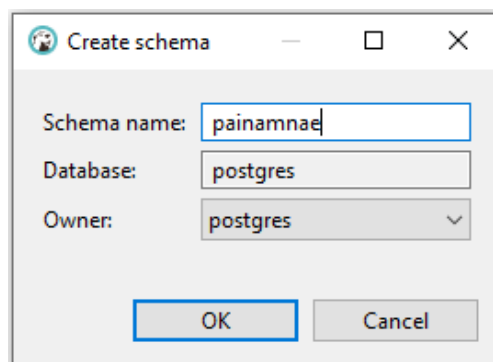 Create schema
Schema name: painamnae
Database: postgres
Owner: postgres
OK Cancel